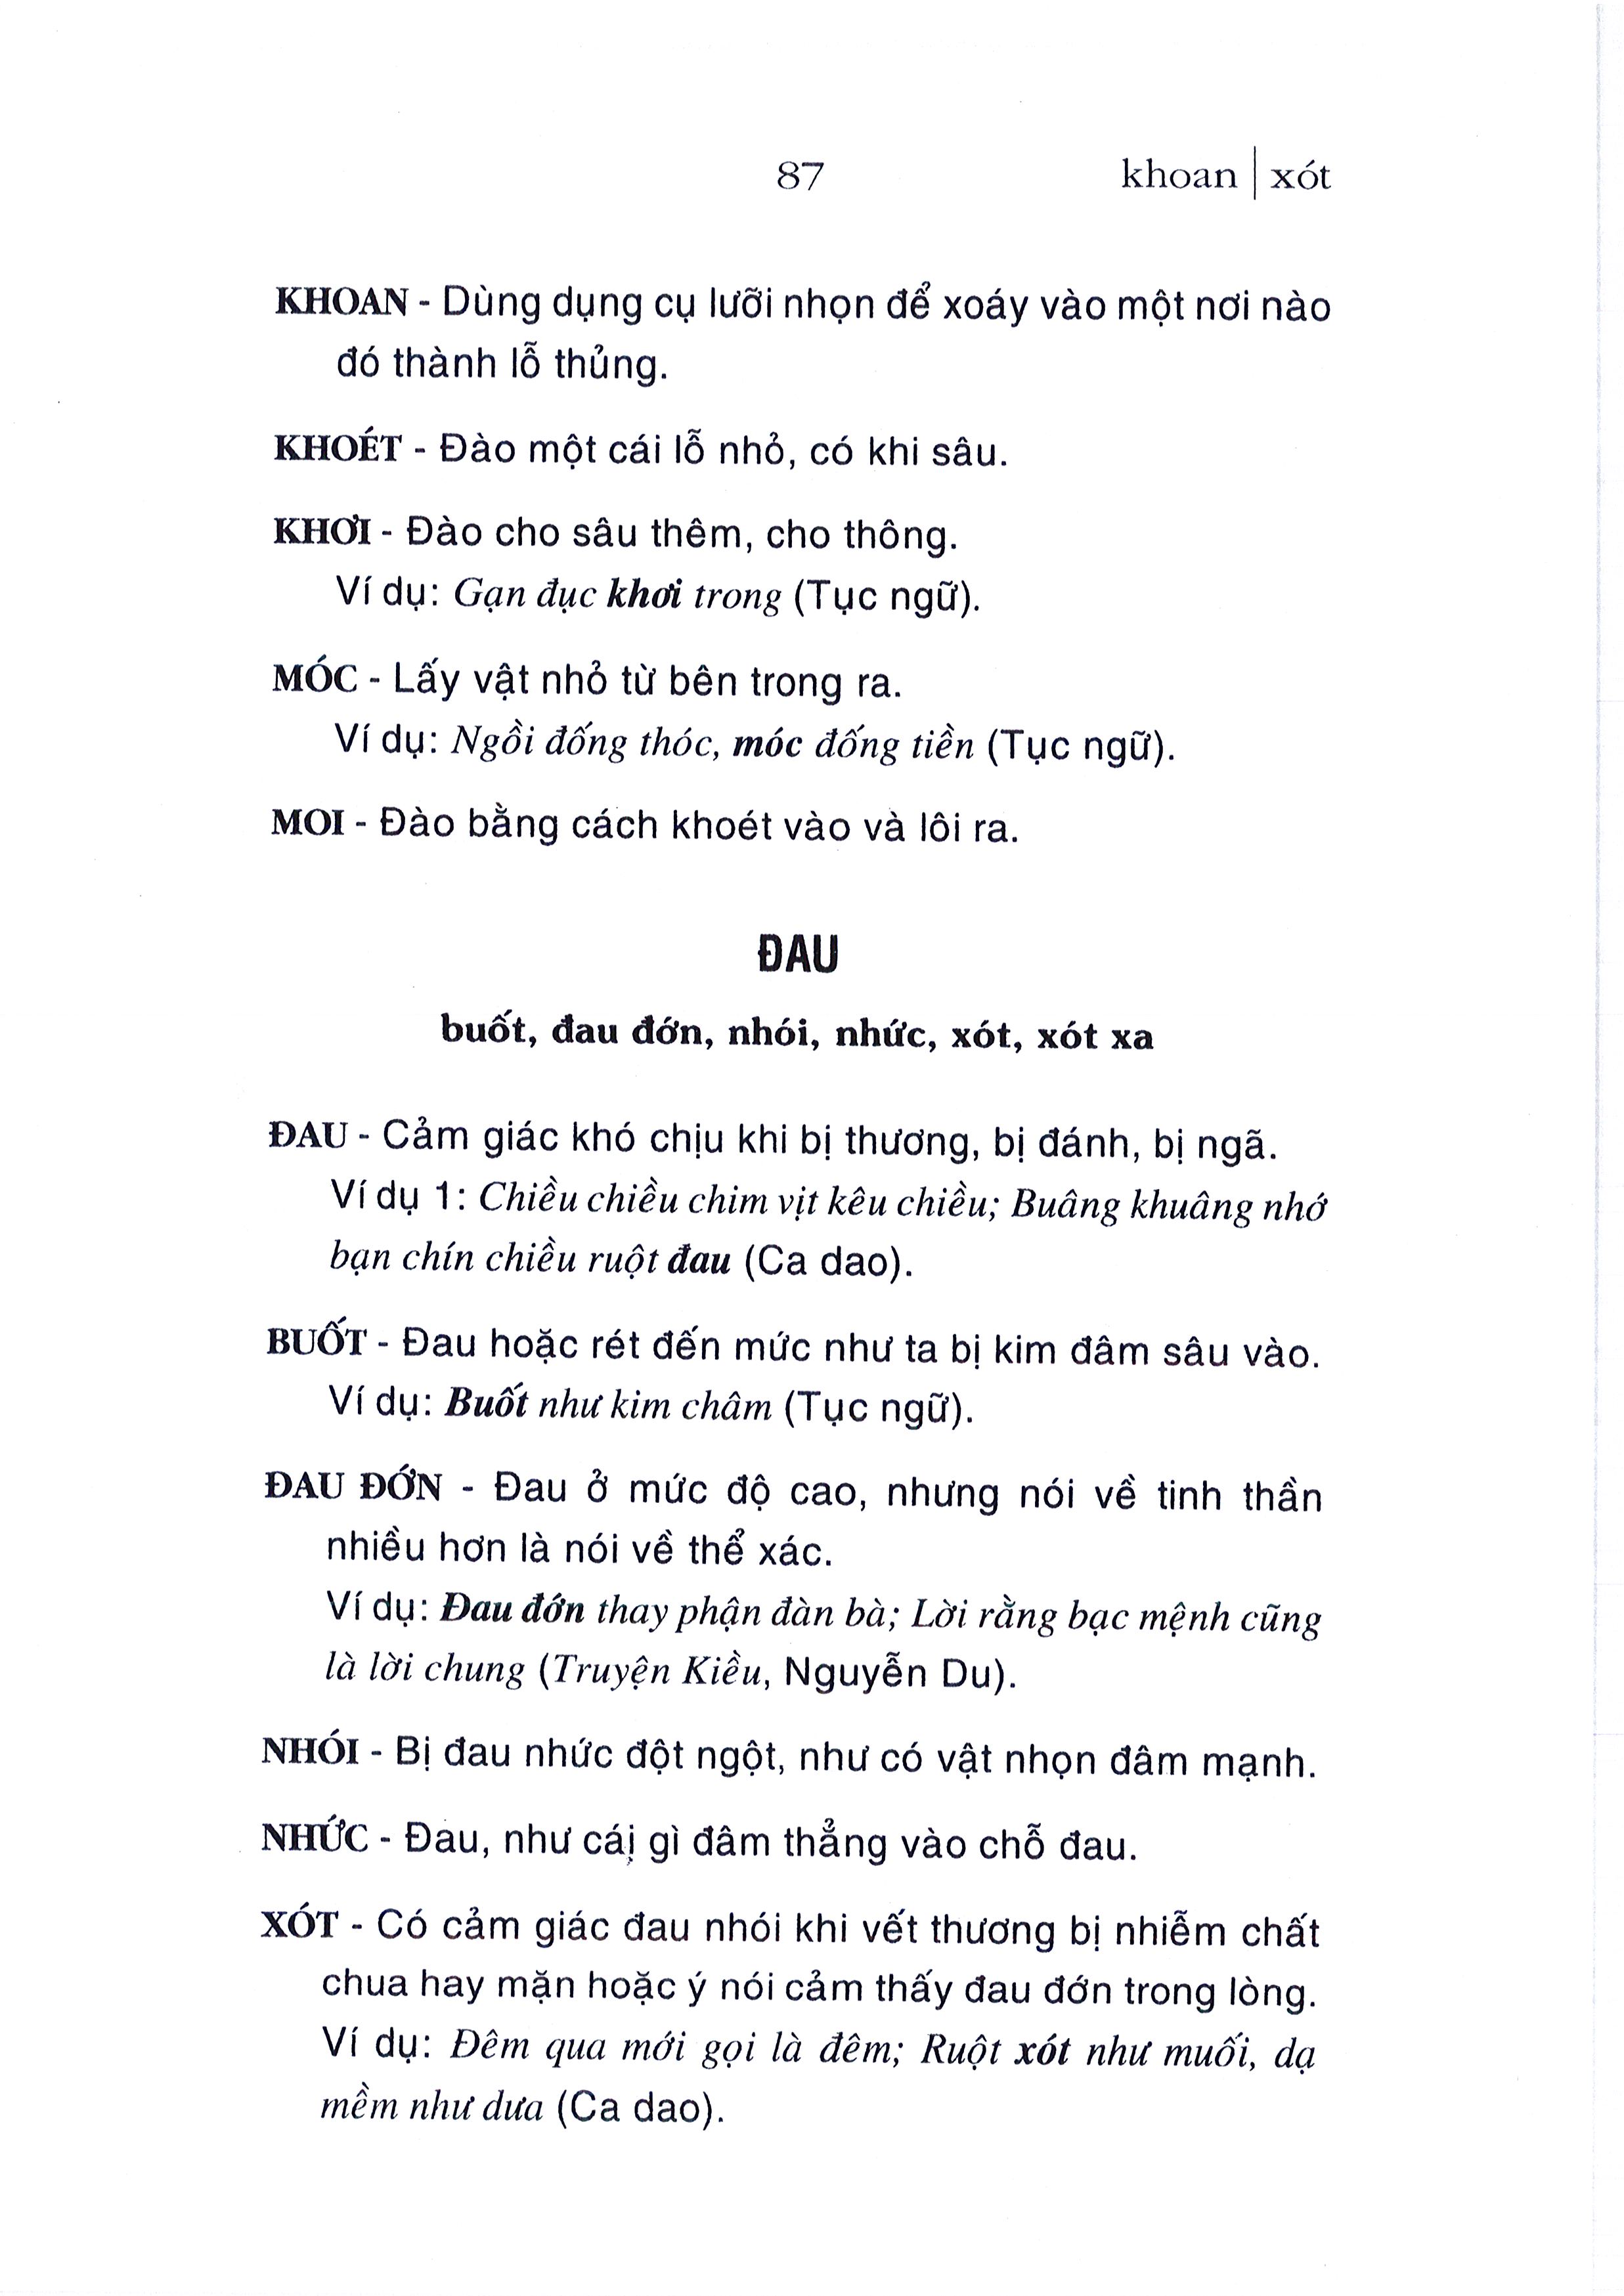 87 khoan | xót
KHOAN - Dùng dụng cụ lưỡi nhọn để xoáy vào một nơi nào
đó thành lỗ thủng.
KHOÉT - Đào một cái lỗ nhỏ, có khi sâu.
KHƠI - Đào cho sâu thêm, cho thông.
Ví dụ: Gạn đục khơi trong (Tục ngữ).
MÓC - Lấy vật nhỏ từ bên trong ra.
Ví dụ: Ngồi đống thóc, móc đống tiền (Tục ngữ).
MOI - Đào bằng cách khoét vào và lôi ra.
ĐAU
buốt, đau đớn, nhói, nhức, xót, xót xa
ĐAU - Cảm giác khó chịu khi bị thương, bị đánh, bị ngã.
Ví dụ 1: Chiều chiều chim vịt kêu chiều; Buâng khuâng nhớ
bạn chín chiều ruột đau (Ca dao).
BUỐT - Đau hoặc rét đến mức như ta bị kim đâm sâu vào.
Ví dụ: Buốt như kim châm (Tục ngữ).
ĐAU ĐỚN - Đau ở mức độ cao, nhưng nói về tinh thần
nhiều hơn là nói về thể xác.
Ví dụ: Đau đớn thay phận đàn bà; Lời rằng bạc mệnh cũng
là lời chung (Truyện Kiều, Nguyễn Du).
NHÓI - Bị đau nhức đột ngột, như có vật nhọn đâm mạnh.
NHỨC - Đau, như cái gì đâm thẳng vào chỗ đau.
XÓT - Có cảm giác đau nhói khi vết thương bị nhiễm chất
chua hay mặn hoặc ý nói cảm thấy đau đớn trong lòng.
Ví dụ: Đêm qua mới gọi là đêm; Ruột xót như muối, dạ
mềm như dưa (Ca dao).